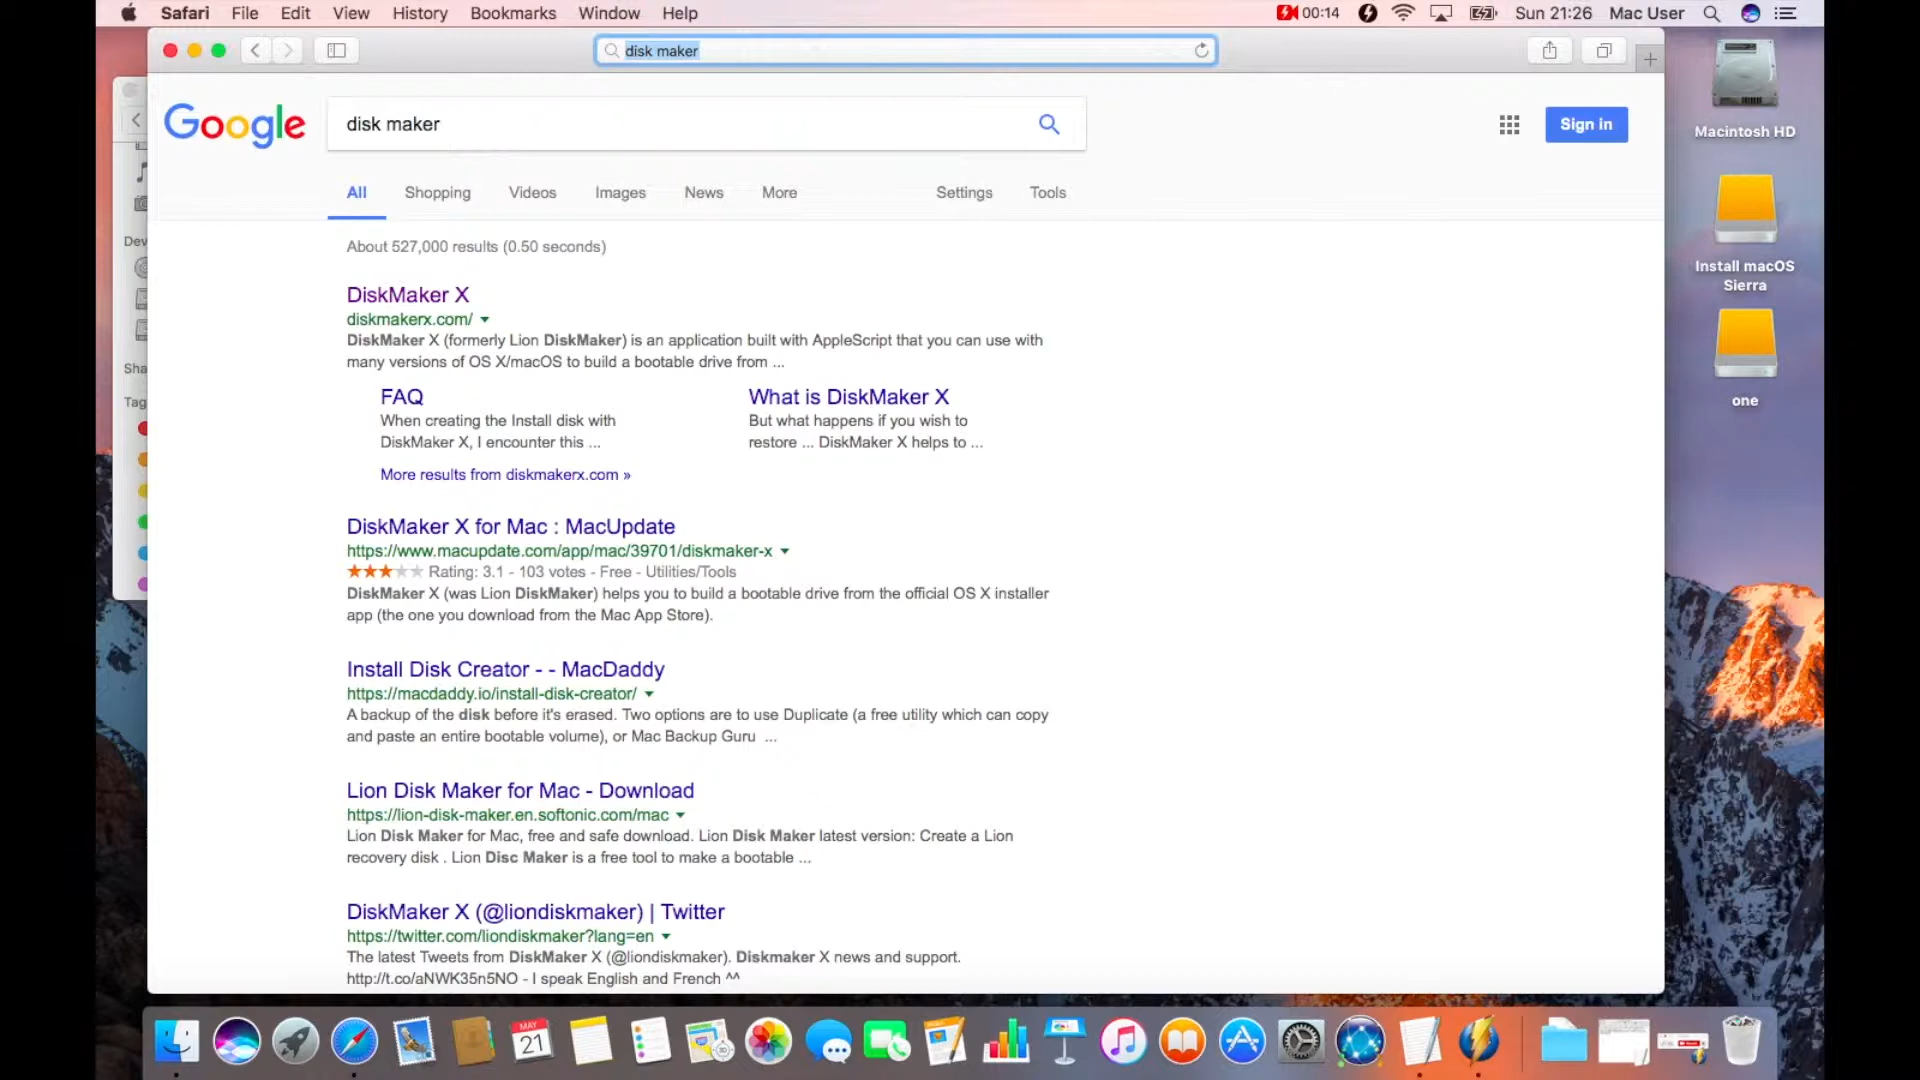 Safari File Edit View History Bookmarks Window Help 00:14 Sun 21:26 Mac User
disk maker
Google disk maker Sign in
All Shopping Videos Images News More Settings Tools
About 527,000 results (0.50 seconds)
DiskMaker X
diskmakerx.com/
DiskMaker X (formerly Lion DiskMaker) is an application built with AppleScript that you can use with
many versions of OS X/macOS to build a bootable drive from ...
FAQ
When creating the Install disk with
DiskMaker X, I encounter this ...
What is DiskMaker X
But what happens if you wish to
restore ... DiskMaker X helps to ...
More results from diskmakerx.com »
DiskMaker X for Mac : MacUpdate
https://www.macupdate.com/app/mac/39701/diskmaker-x
Rating: 3.1 - 103 votes - Free - Utilities/Tools
DiskMaker X (was Lion DiskMaker) helps you to build a bootable drive from the official OS X installer
app (the one you download from the Mac App Store).
Install Disk Creator - - MacDaddy
https://macdaddy.io/install-disk-creator/
A backup of the disk before it's erased. Two options are to use Duplicate (a free utility which can copy
and paste an entire bootable volume), or Mac Backup Guru ...
Lion Disk Maker for Mac - Download
https://lion-disk-maker.en.softonic.com/mac
Lion Disk Maker for Mac, free and safe download. Lion Disk Maker latest version: Create a Lion
recovery disk . Lion Disc Maker is a free tool to make a bootable ...
DiskMaker X (@liondiskmaker) | Twitter
https://twitter.com/liondiskmaker?lang=en
The latest Tweets from DiskMaker X (@liondiskmaker). Diskmaker X news and support.
http://t.co/aNWK35n5NO - I speak English and French ^^
Dev
Sha
Tag
Macintosh HD
Install macOS
Sierra
one
MAY
21